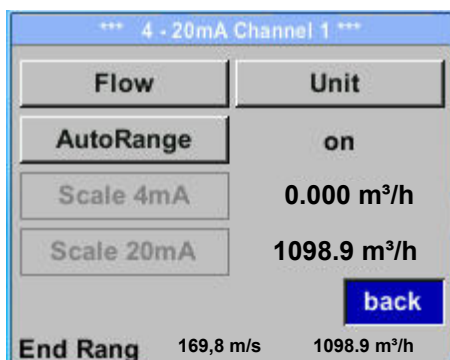 *** 4 - 20mA Channel 1 ***
Flow Unit
AutoRange on
Scale 4mA 0.000 m³/h
Scale 20mA 1098.9 m³/h
back
End Rang 169,8 m/s 1098.9 m³/h